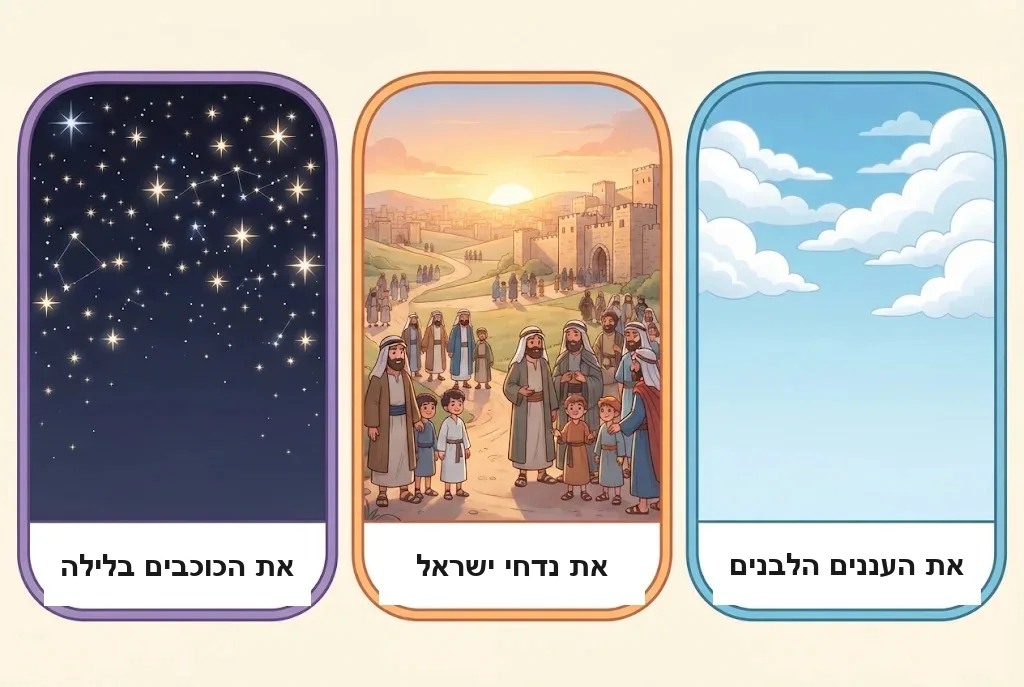 את העננים הלבנים
את נדחי ישראל
את הכוכבים בלילה